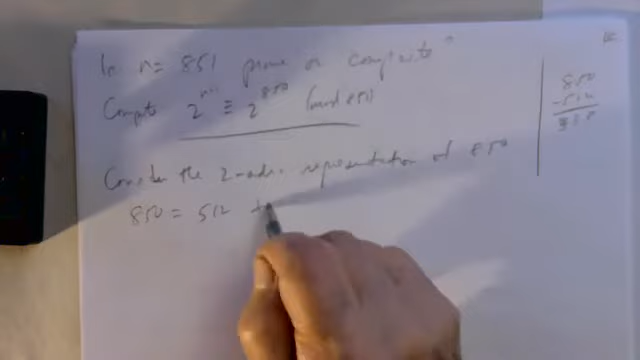 Is n = 851 prime or composite?
Compute 2^{n-1} ≡ 2^{850} (mod 851)
Consider the 2-adic representation of 850
850 = 512 +
850
-512
338